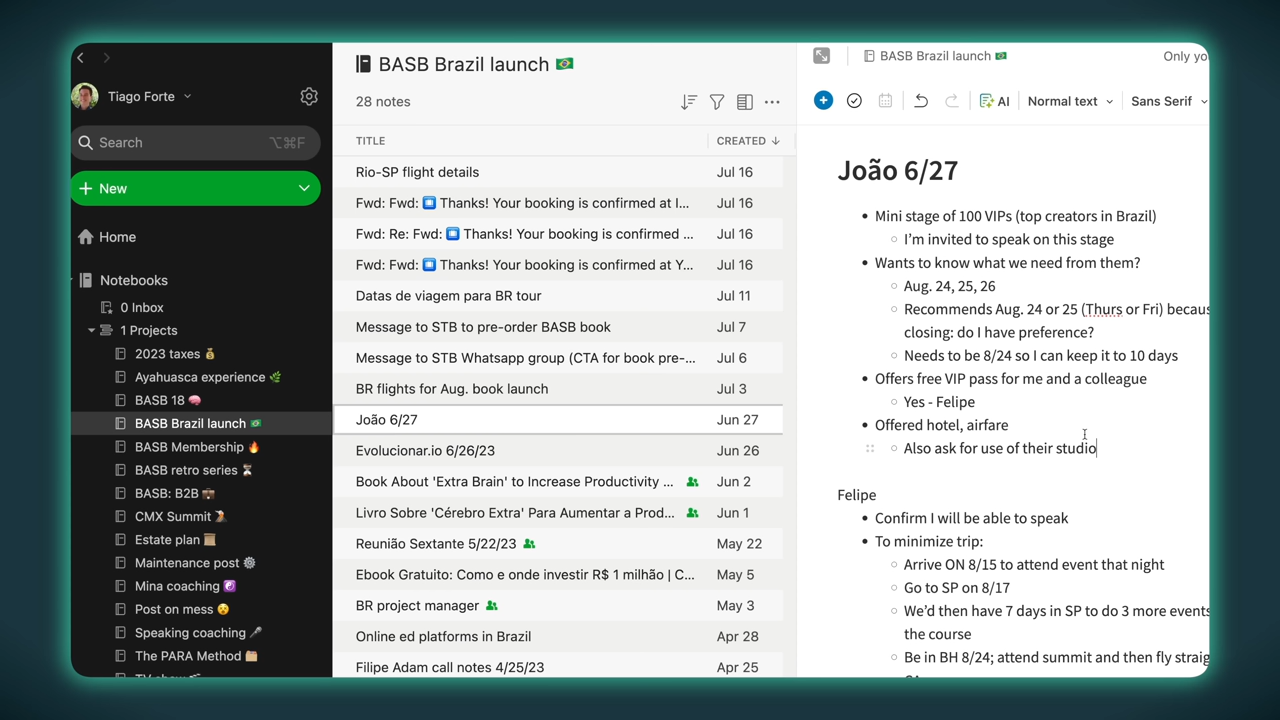 Tiago Forte
Search
⌥⌘F
+ New
Home
Notebooks
0 Inbox
1 Projects
2023 taxes 💰
Ayahuasca experience 🌿
BASB 18 🧠
BASB Brazil launch 🇧🇷
BASB Membership 🔥
BASB retro series ⏳
BASB: B2B 💼
CMX Summit
Estate plan 📜
Maintenance post ⚙️
Mina coaching ☯️
Post on mess 😧
Speaking coaching 🎤
The PARA Method 🗂️
BASB Brazil launch 🇧🇷
28 notes
TITLE CREATED ↓
Rio-SP flight details Jul 16
Fwd: Fwd: Thanks! Your booking is confirmed at I... Jul 16
Fwd: Re: Fwd: Thanks! Your booking is confirmed ... Jul 16
Fwd: Fwd: Thanks! Your booking is confirmed at Y... Jul 16
Datas de viagem para BR tour Jul 11
Message to STB to pre-order BASB book Jul 7
Message to STB Whatsapp group (CTA for book pre-... Jul 6
BR flights for Aug. book launch Jul 3
João 6/27 Jun 27
Evolucionar.io 6/26/23 Jun 26
Book About 'Extra Brain' to Increase Productivity ... Jun 2
Livro Sobre 'Cérebro Extra' Para Aumentar a Prod... Jun 1
Reunião Sextante 5/22/23 May 22
Ebook Gratuito: Como e onde investir R$ 1 milhão | C... May 5
BR project manager May 3
Online ed platforms in Brazil Apr 28
Filipe Adam call notes 4/25/23 Apr 25
BASB Brazil launch 🇧🇷 Only yo
AI Normal text Sans Serif
João 6/27
• Mini stage of 100 VIPs (top creators in Brazil)
○ I'm invited to speak on this stage
• Wants to know what we need from them?
○ Aug. 24, 25, 26
○ Recommends Aug. 24 or 25 (Thurs or Fri) becau
closing: do I have preference?
○ Needs to be 8/24 so I can keep it to 10 days
• Offers free VIP pass for me and a colleague
○ Yes - Felipe
• Offered hotel, airfare
○ Also ask for use of their studio
Felipe
• Confirm I will be able to speak
• To minimize trip:
○ Arrive ON 8/15 to attend event that night
○ Go to SP on 8/17
○ We'd then have 7 days in SP to do 3 more events
the course
○ Be in BH 8/24; attend summit and then fly straig